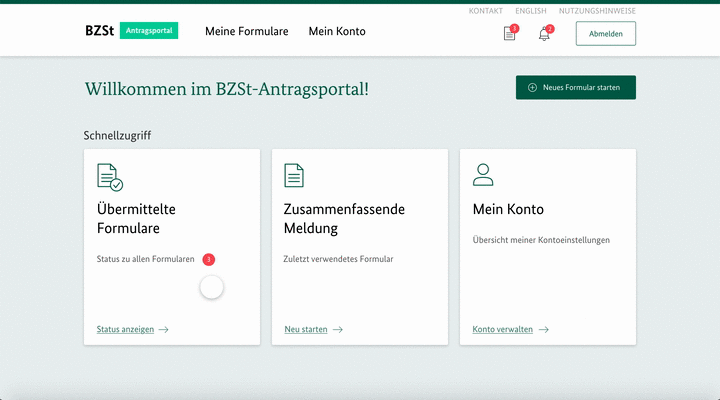 KONTAKT ENGLISH NUTZUNGSHINWEISE
BZSt Antragsportal Meine Formulare Mein Konto 3 2 Abmelden
Willkommen im BZSt-Antragsportal! Neues Formular starten
Schnellzugriff
Übermittelte
Formulare
Status zu allen Formularen 3
Status anzeigen
Zusammenfassende
Meldung
Zuletzt verwendetes Formular
Neu starten
Mein Konto
Übersicht meiner Kontoeinstellungen
Konto verwalten